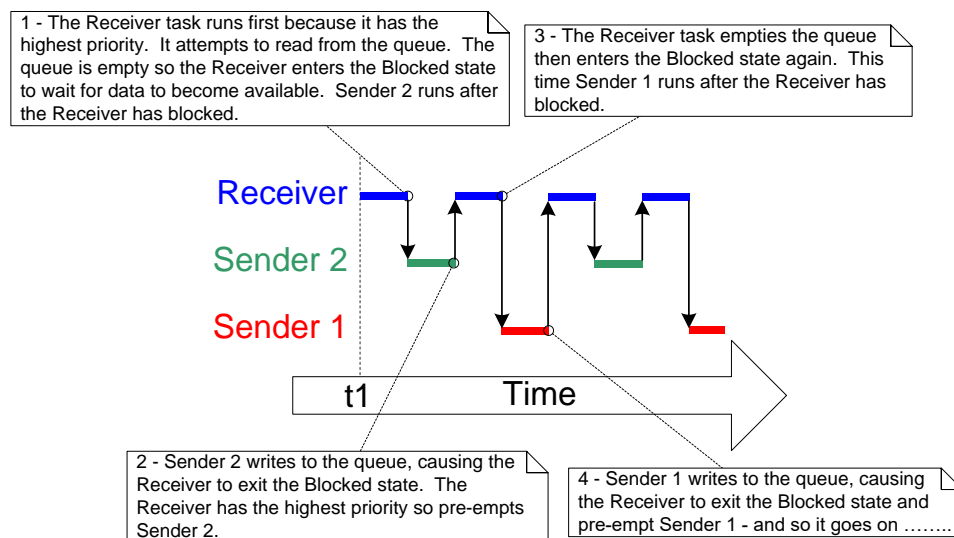 1 - The Receiver task runs first because it has the
highest priority. It attempts to read from the queue. The
queue is empty so the Receiver enters the Blocked state
to wait for data to become available. Sender 2 runs after
the Receiver has blocked.
3 - The Receiver task empties the queue
then enters the Blocked state again. This
time Sender 1 runs after the Receiver has
blocked.
Receiver
Sender 2
Sender 1
t1
Time
2 - Sender 2 writes to the queue, causing the
Receiver to exit the Blocked state. The
Receiver has the highest priority so pre-empts
Sender 2.
4 - Sender 1 writes to the queue, causing
the Receiver to exit the Blocked state and
pre-empt Sender 1 - and so it goes on ........